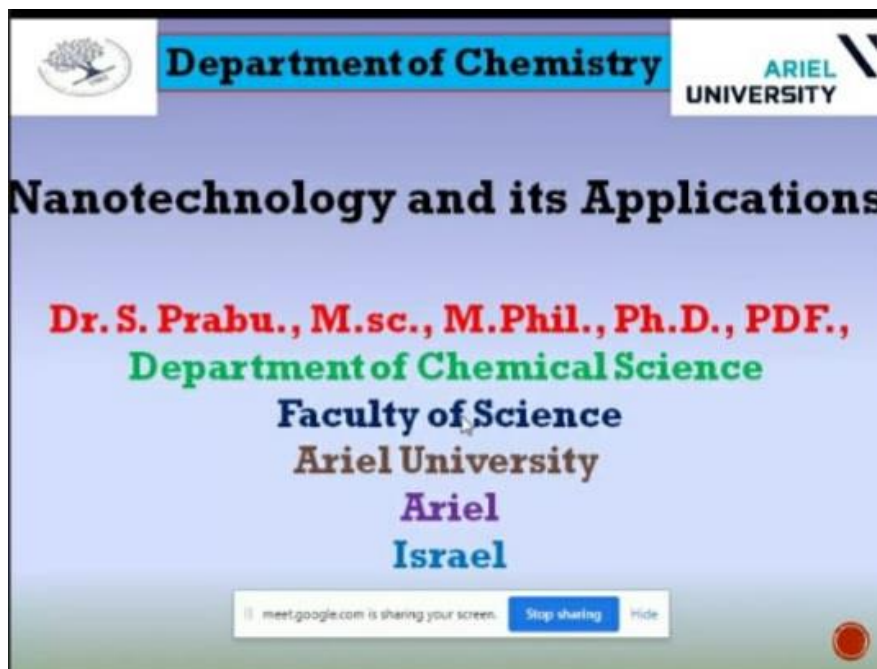 Department of Chemistry
ARIEL
UNIVERSITY
Nanotechnology and its Applications
Dr. S. Prabu., M.sc., M.Phil., Ph.D., PDF.,
Department of Chemical Science
Faculty of Science
Ariel University
Ariel
Israel
meet.google.com is sharing your screen. Stop sharing Hide